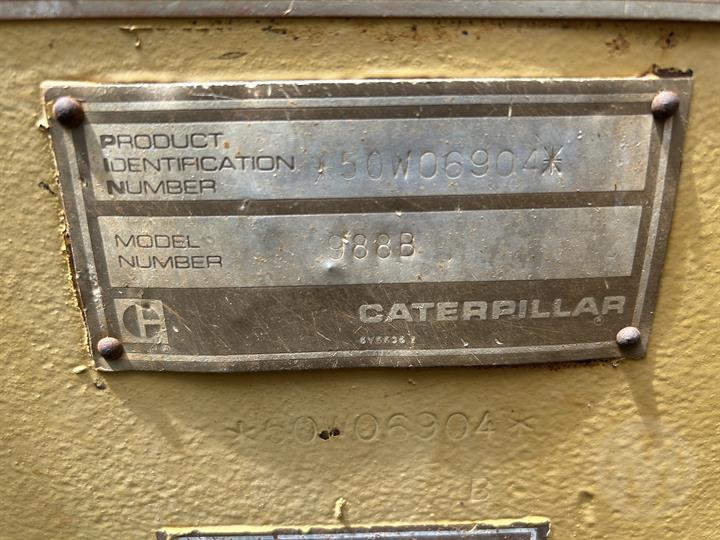 PRODUCT
IDENTIFICATION *50W06904*
NUMBER
MODEL 988B
NUMBER
CATERPILLAR
*50W06904*
B